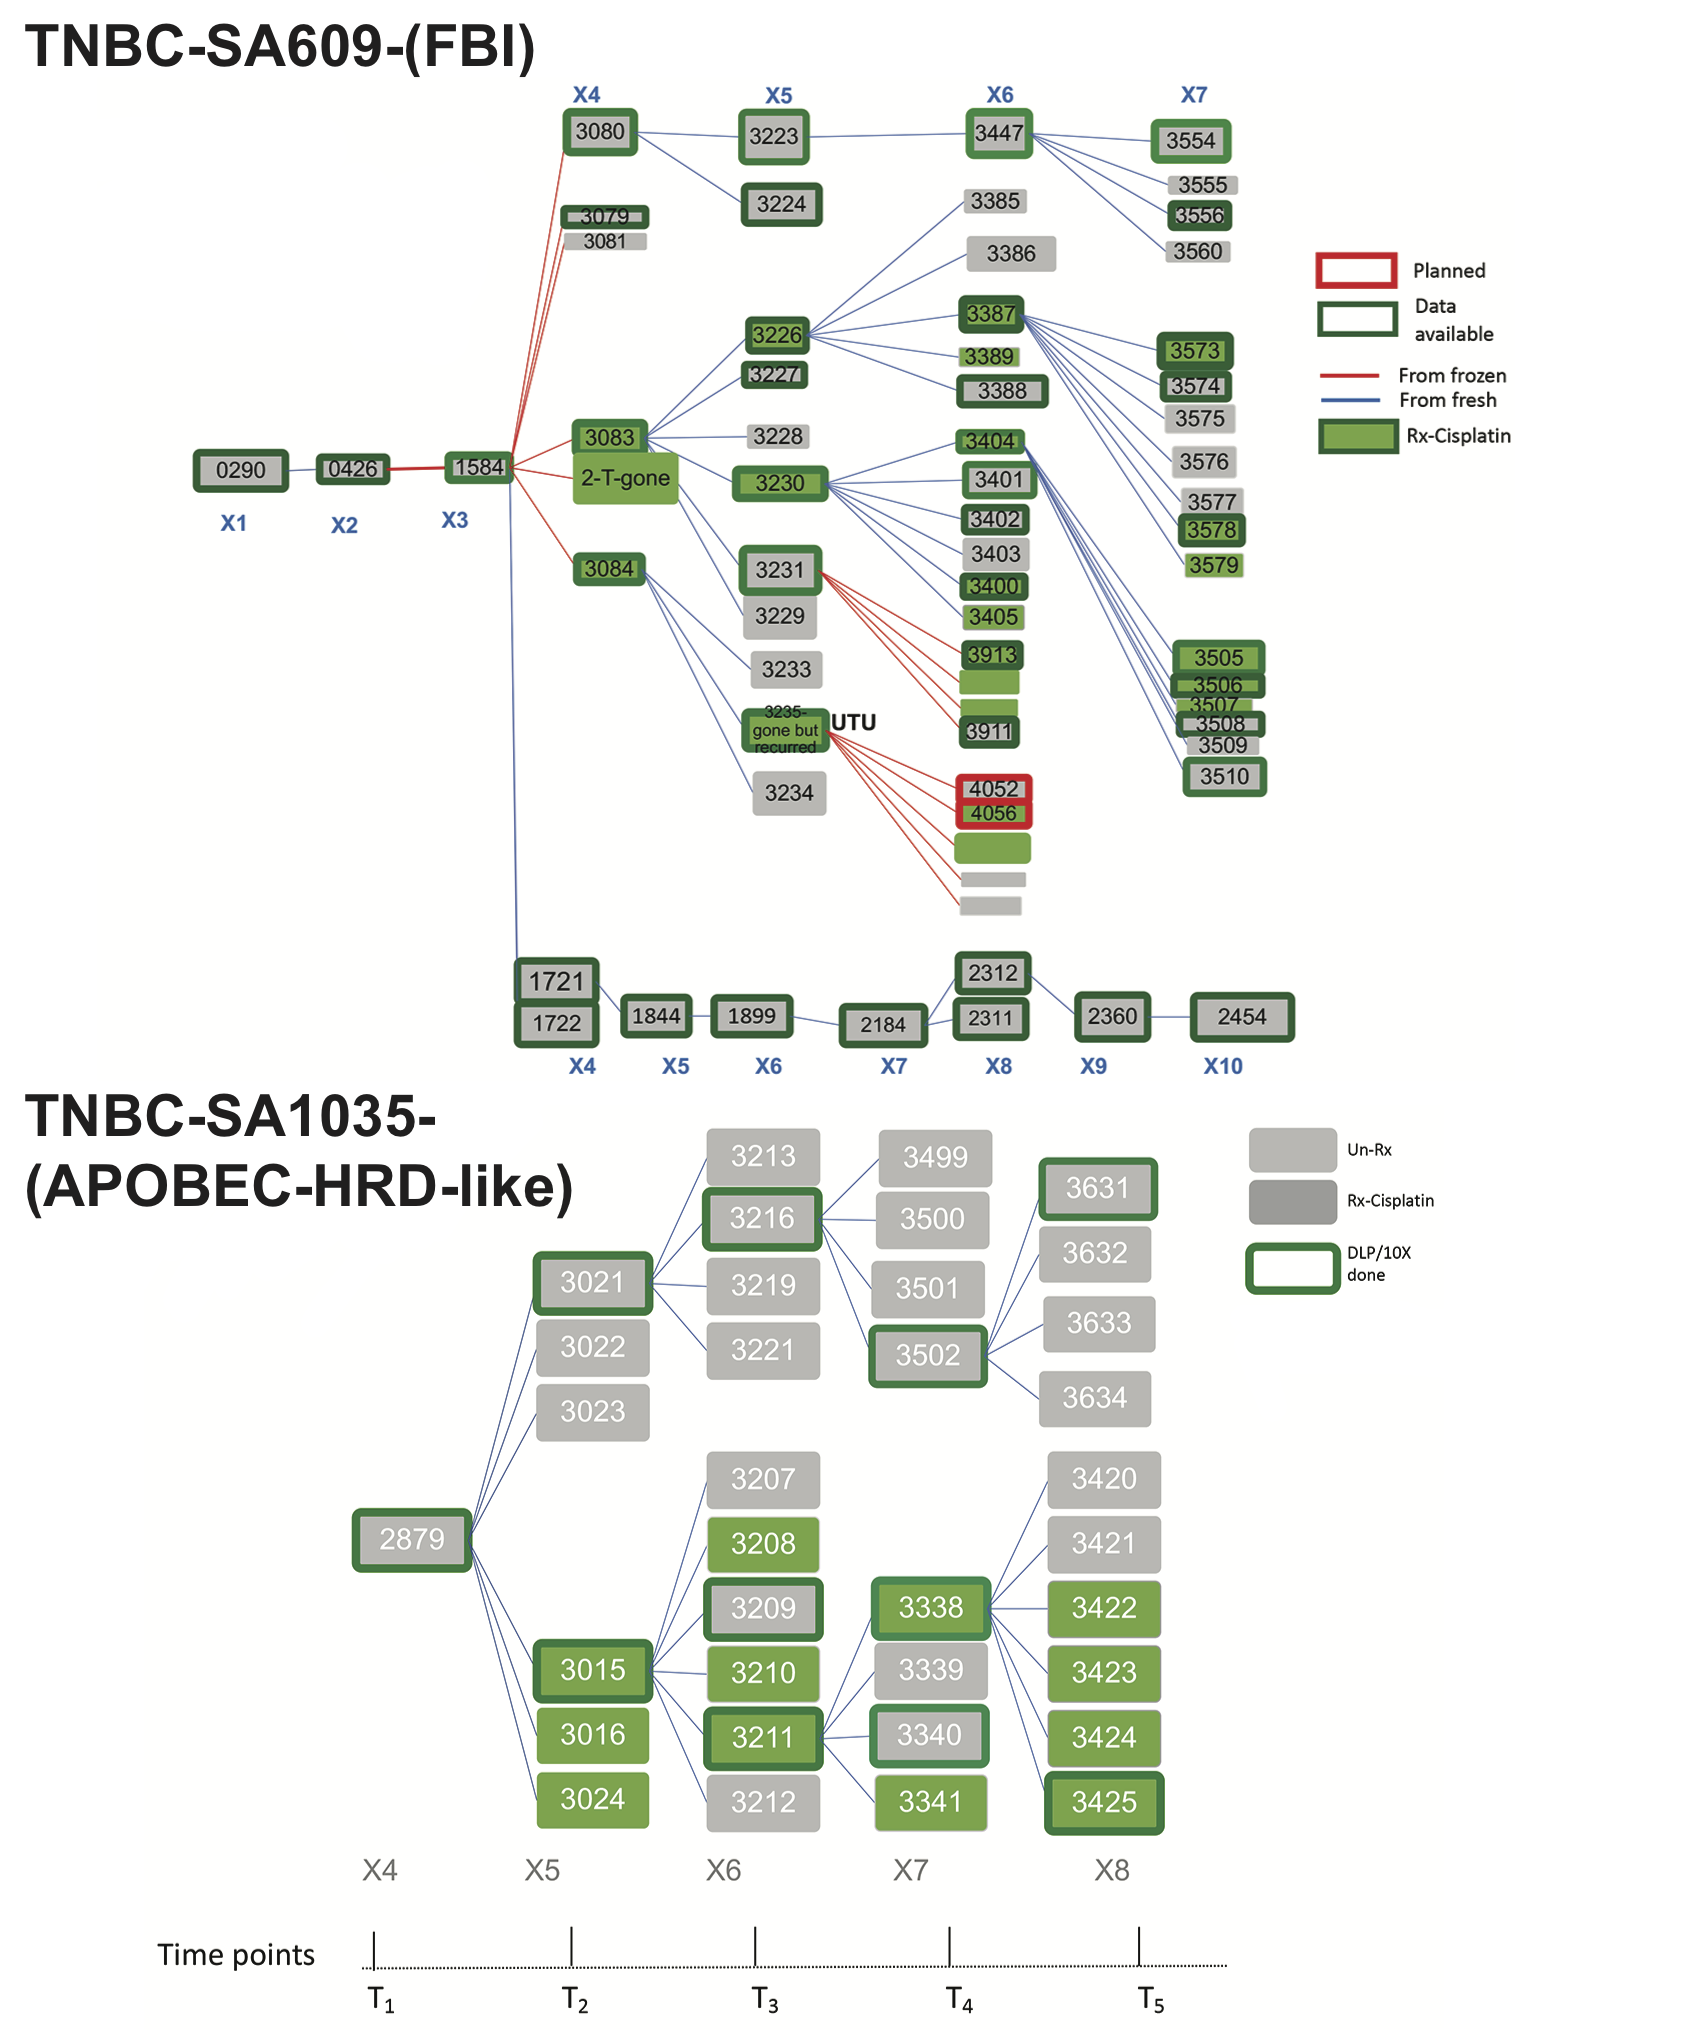 TNBC-SA609-(FBI)
X4
X5
X6
X7
3080
3223
3447
3554
3555
3224
3385
3556
3079
3081
3386
3560
Planned
Data
available
3226
3387
3573
3389
3227
3388
3574
From frozen
From fresh
3575
3083
3228
3404
Rx-Cisplatin
0290
0426
1584
2-T-gone
3230
3401
3576
X1
X2
X3
3402
3577
3403
3578
3084
3231
3400
3579
3229
3405
3913
3505
3233
3506
3507
3235-
gone but
recurred
UTU
3911
3508
3509
3234
4052
3510
4056
1721
2312
1722
1844
1899
2184
2311
2360
2454
X4
X5
X6
X7
X8
X9
X10
TNBC-SA1035-
(APOBEC-HRD-like)
3213
3499
Un-Rx
3216
3500
3631
Rx-Cisplatin
3021
3219
3501
3632
DLP/10X
done
3022
3221
3502
3633
3023
3634
3207
3420
2879
3208
3421
3209
3338
3422
3015
3210
3339
3423
3016
3211
3340
3424
3024
3212
3341
3425
X4
X5
X6
X7
X8
Time points
T1
T2
T3
T4
T5